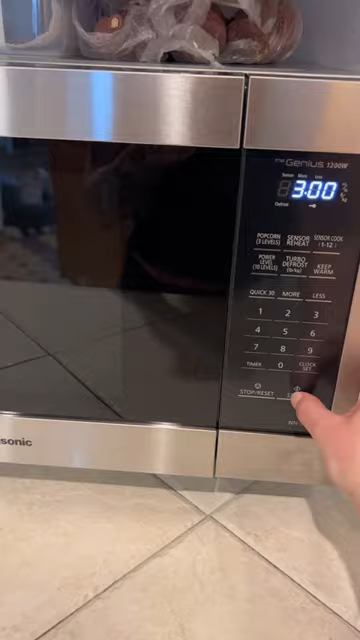 THE Genius 1200W
Sensor More Less
3:00
Defrost
POPCORN SENSOR SENSOR COOK
(3 LEVELS) REHEAT (1-12)
POWER TURBO
LEVEL DEFROST KEEP
(10 LEVELS) (lb/kg) WARM
QUICK 30 MORE LESS
1 2 3
4 5 6
7 8 9
TIMER 0 CLOCK
SET
STOP/RESET
sonic